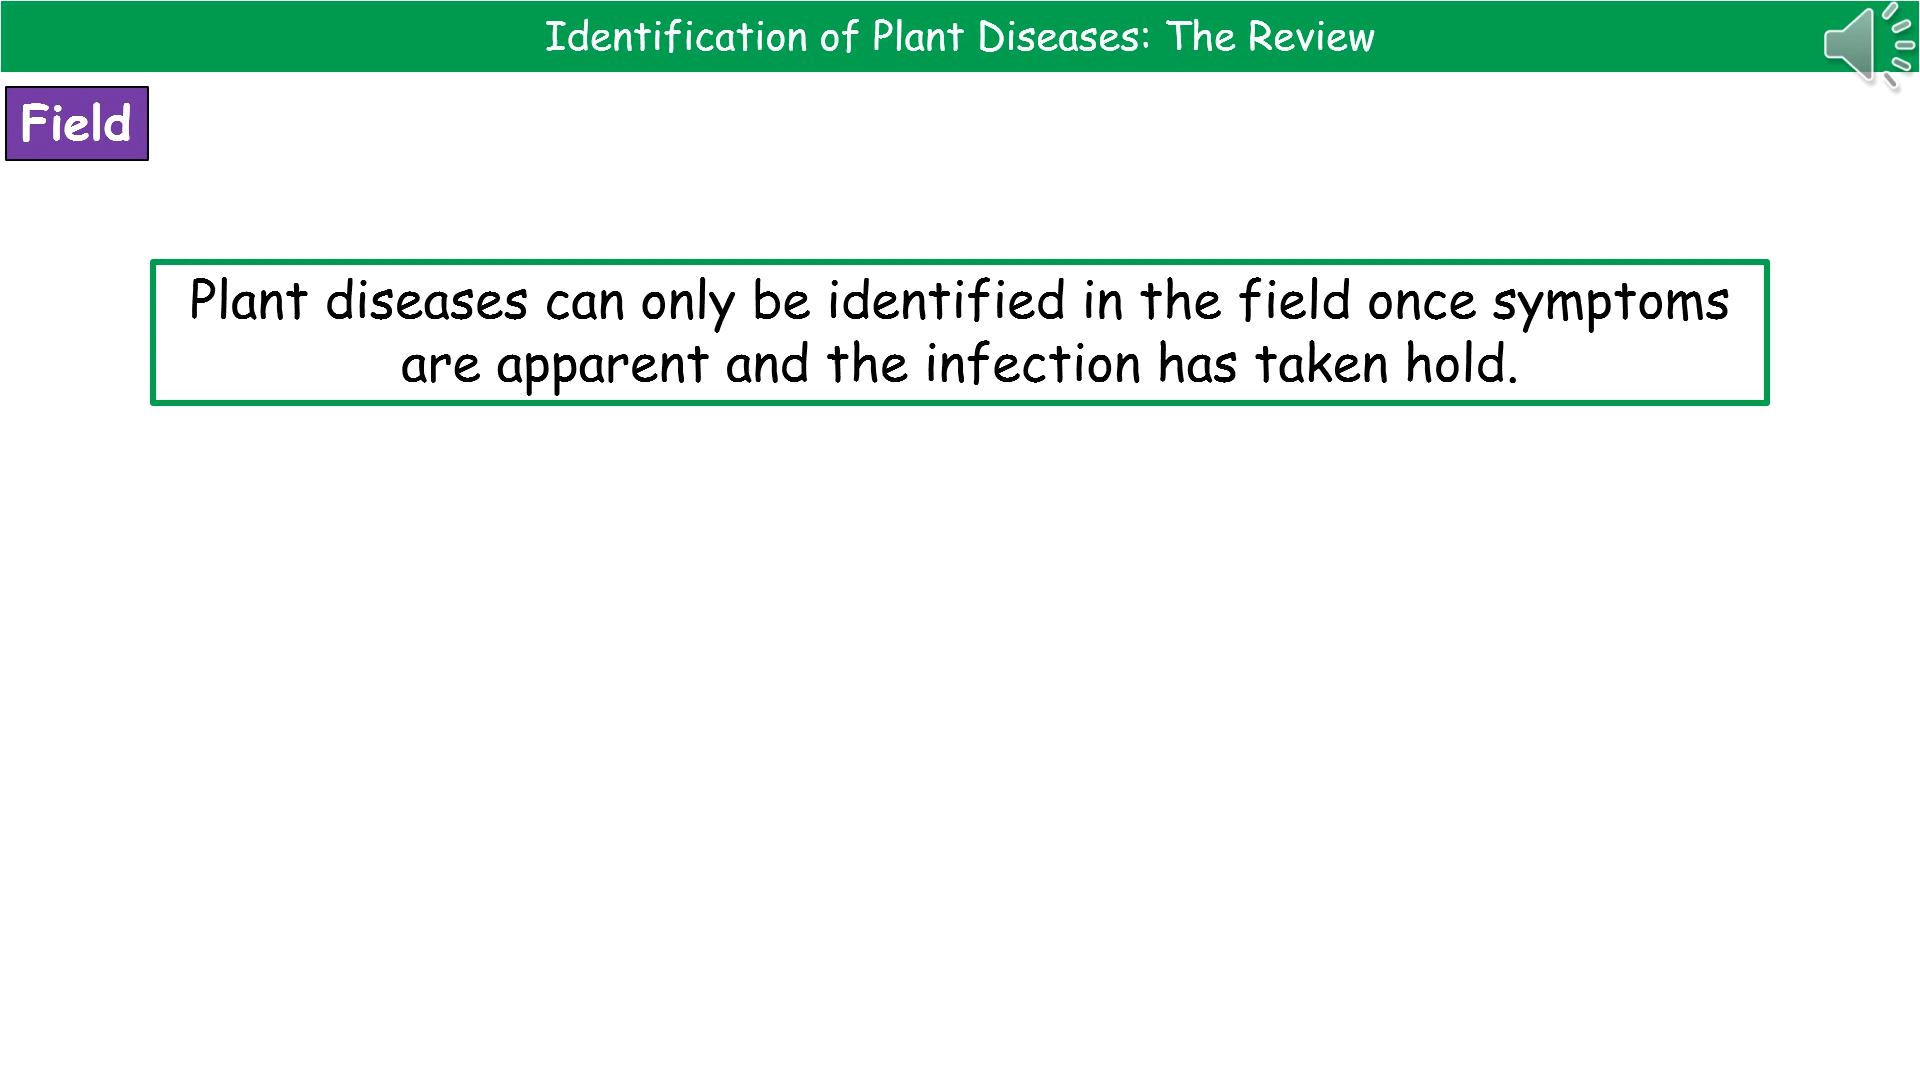 Identification of Plant Diseases: The Review
Field
Plant diseases can only be identified in the field once symptoms
are apparent and the infection has taken hold.